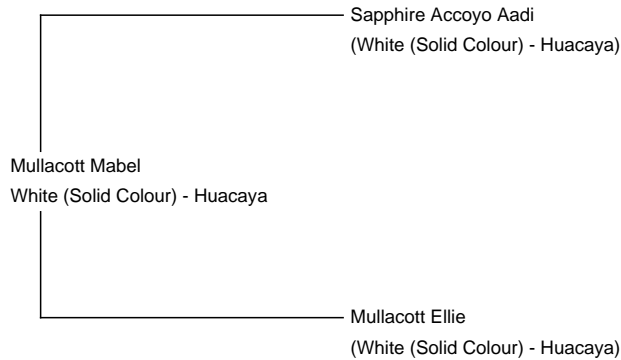 Sapphire Accoyo Aadi
(White (Solid Colour) - Huacaya)
Mullacott Mabel
White (Solid Colour) - Huacaya
Mullacott Ellie
(White (Solid Colour) - Huacaya)